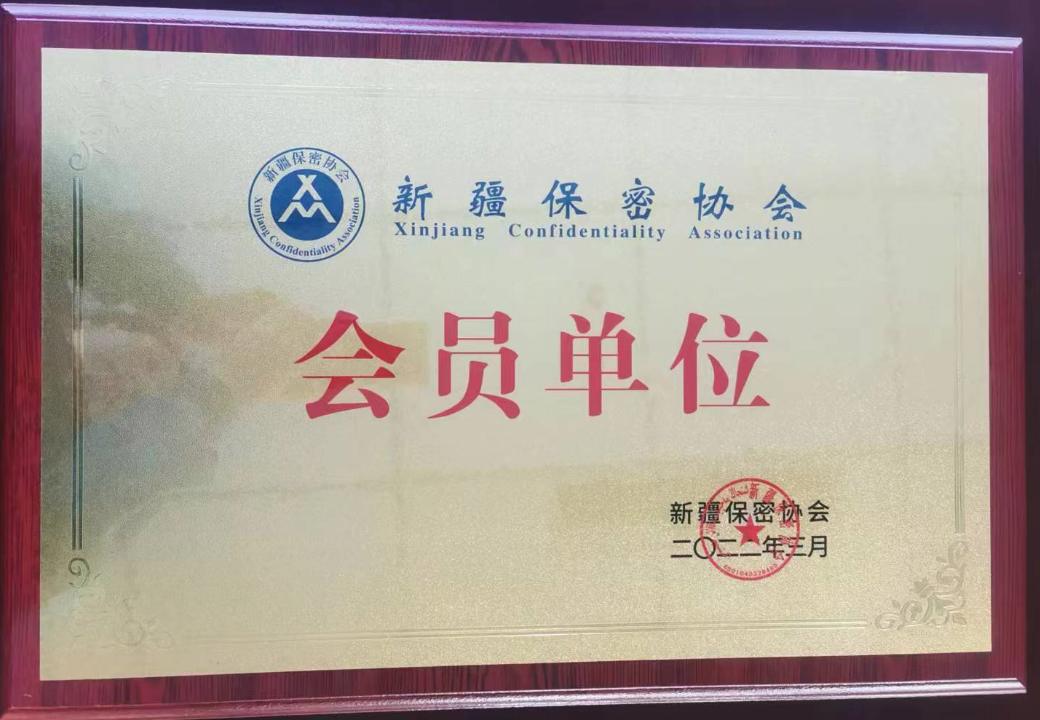 新疆保密协会
Xinjiang Confidentiality Association
新疆保密协会
Xinjiang Confidentiality Association
会员单位
新疆保密协会
二〇二二年三月